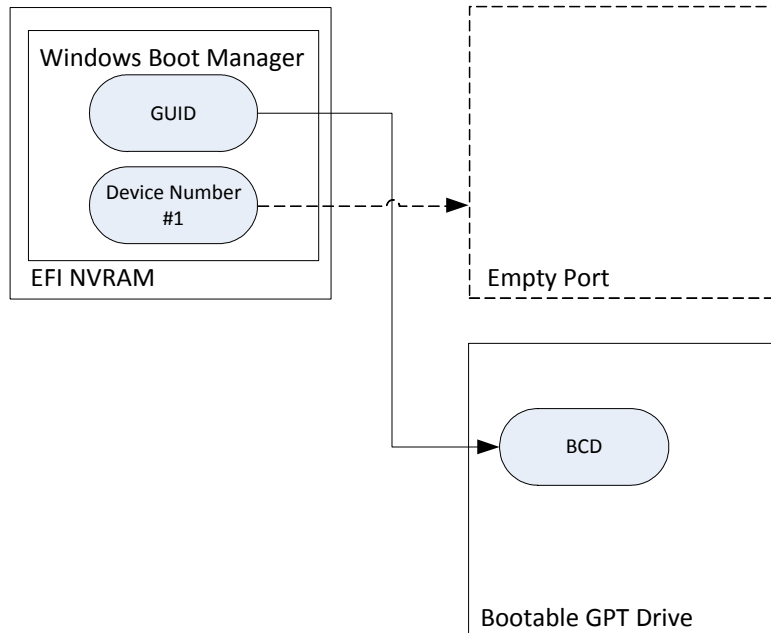 Windows Boot Manager
GUID
Device Number
#1
EFI NVRAM
Empty Port
BCD
Bootable GPT Drive